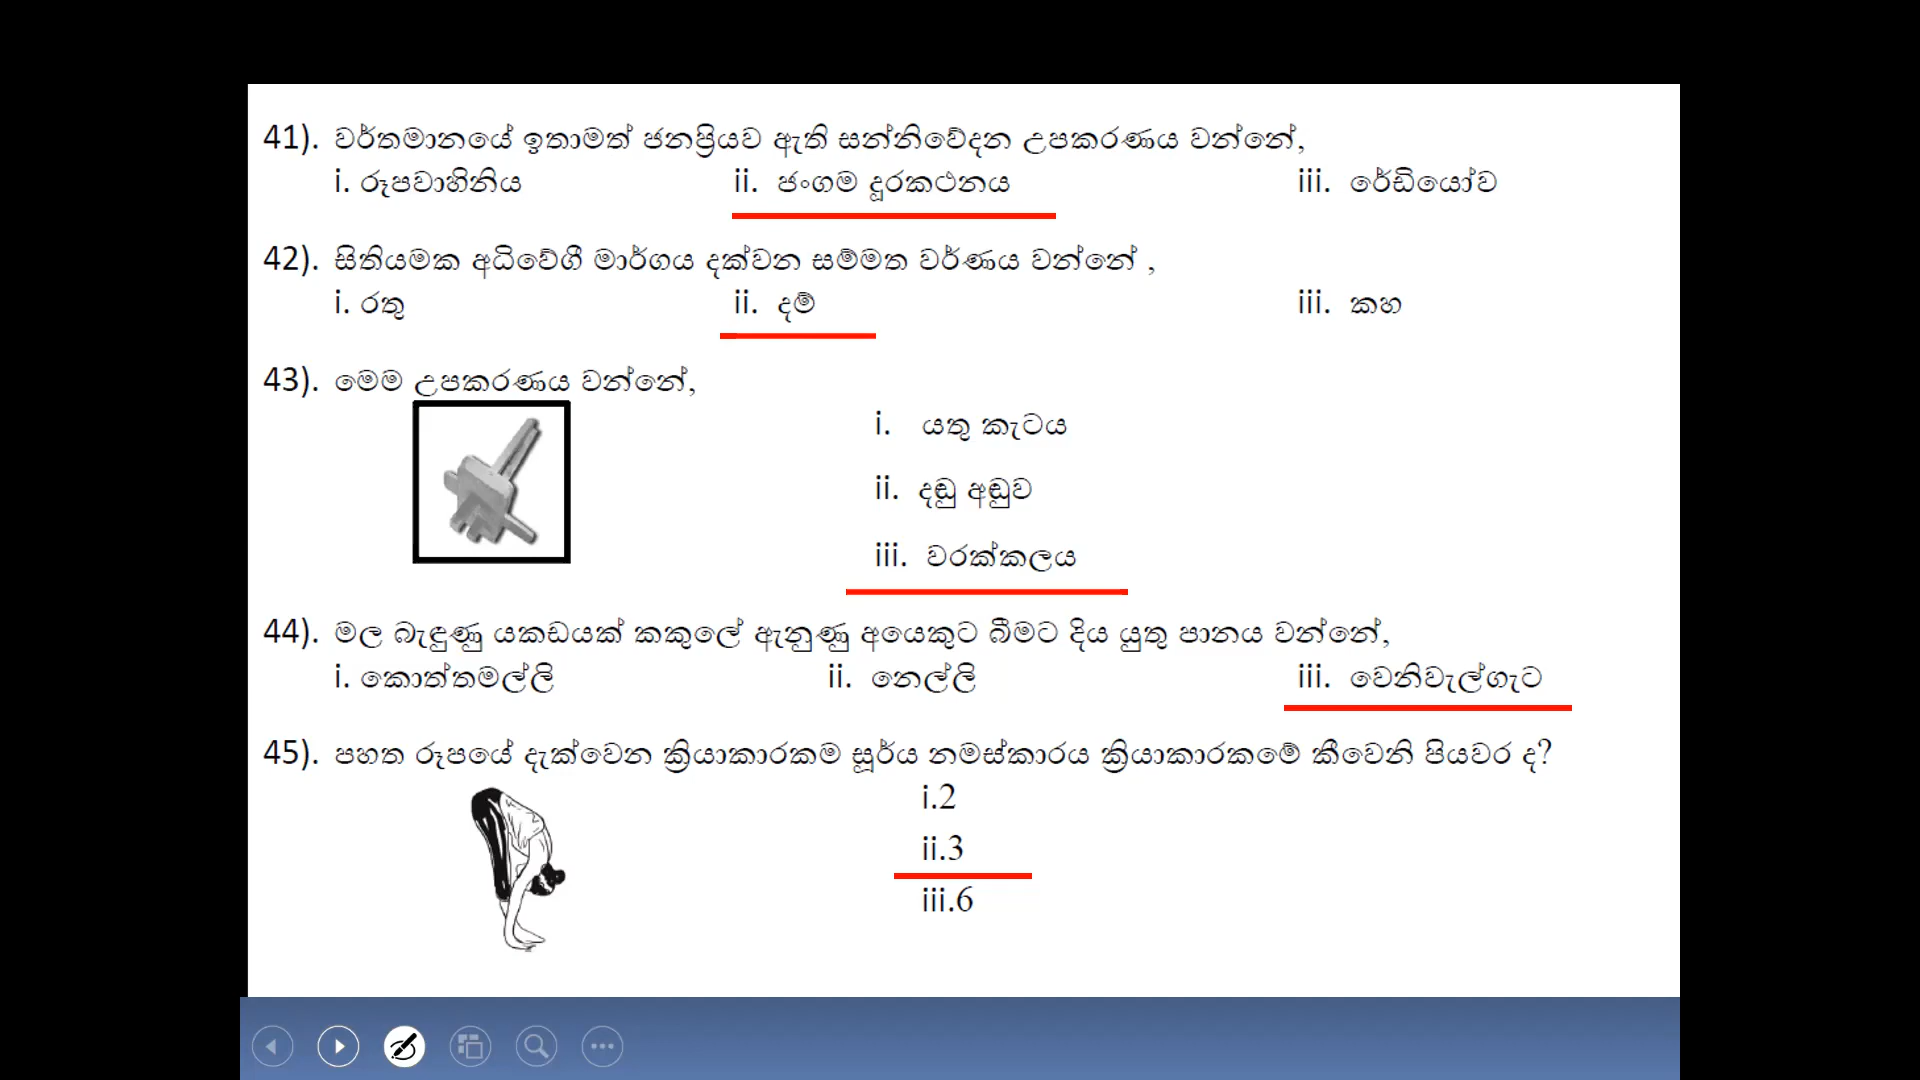 41). වර්තමානයේ ඉතාමත් ජනප්‍රියව ඇති සන්නිවේදන උපකරණය වන්නේ,
i. රූපවාහිනිය ii. ජංගම දූරකථනය iii. රේඩියෝව
42). සිතියමක අධිවේගී මාර්ගය දක්වන සම්මත වර්ණය වන්නේ ,
i. රතු ii. දම් iii. කහ
43). මෙම උපකරණය වන්නේ,
i. යතු කැටය
ii. දඬු අඬුව
iii. වරක්කලය
44). මල බැඳුණු යකඩයක් කකුලේ ඇනුණු අයෙකුට බීමට දිය යුතු පානය වන්නේ,
i. කොත්තමල්ලි ii. නෙල්ලි iii. වෙනිවැල්ගැට
45). පහත රූපයේ දැක්වෙන ක්‍රියාකාරකම සූර්ය නමස්කාරය ක්‍රියාකාරකමේ කීවෙනි පියවර ද?
i.2
ii.3
iii.6